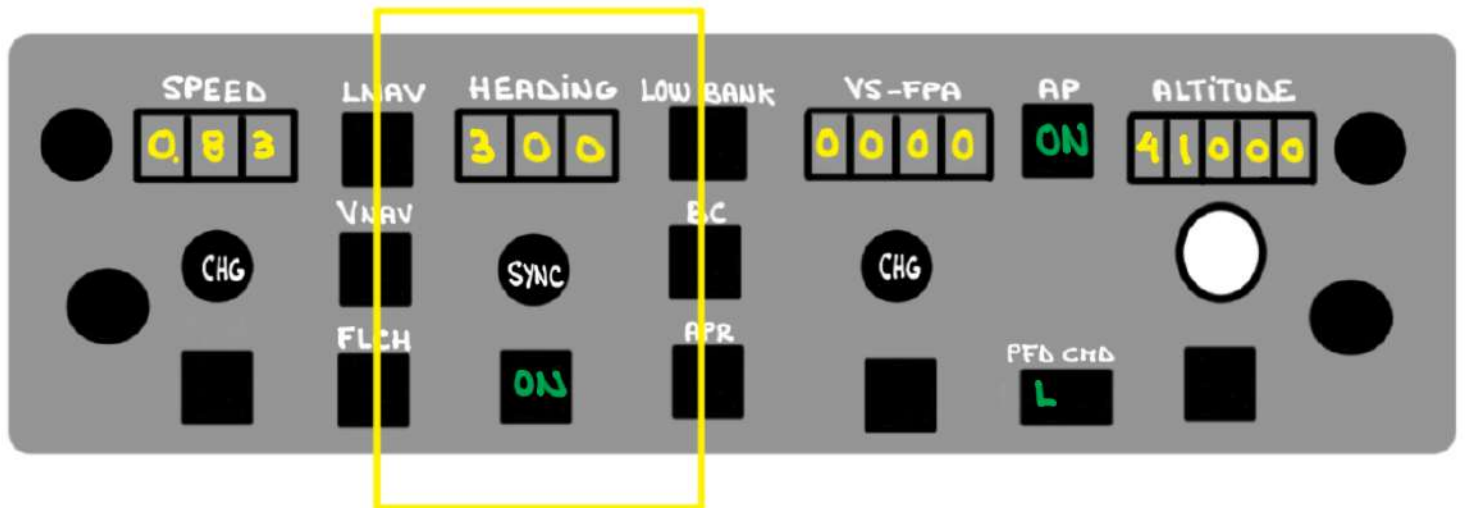 SPEED LNAV HEADING LOW BANK VS-FPA AP ALTITUDE
0.83 300 0000 ON 41000
VNAV BC
CHG SYNC CHG
FLCH APR
PFD CMD
ON L